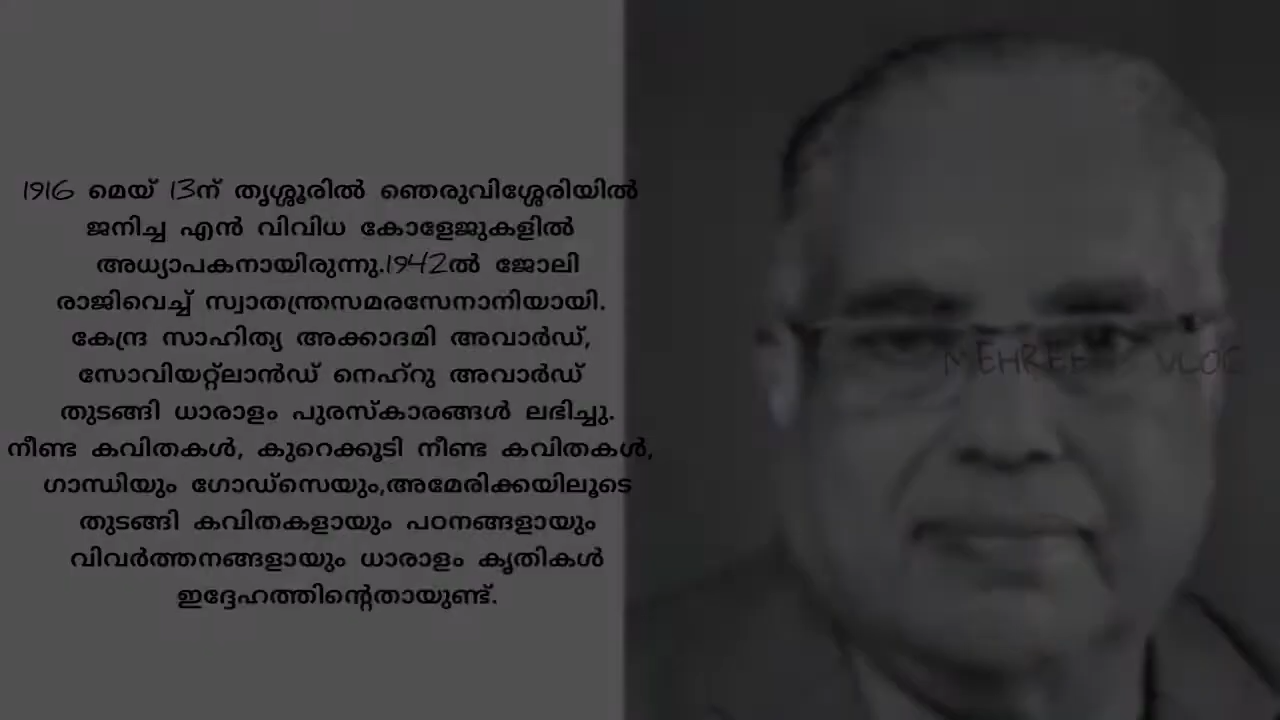 1916 മെയ് 13ന് തൃശ്ശൂരിൽ ഞെരുവിശ്ശേരിയിൽ
ജനിച്ച എൻ വിവിധ കോളേജുകളിൽ
അധ്യാപകനായിരുന്നു.1942ൽ ജോലി
രാജിവെച്ച് സ്വാതന്ത്രസമരസേനാനിയായി.
കേന്ദ്ര സാഹിത്യ അക്കാദമി അവാർഡ്,
സോവിയറ്റ്ലാൻഡ് നെഹ്റു അവാർഡ്
തുടങ്ങി ധാരാളം പുരസ്കാരങ്ങൾ ലഭിച്ചു.
നീണ്ട കവിതകൾ, കുറെക്കൂടി നീണ്ട കവിതകൾ,
ഗാന്ധിയും ഗോഡ്സെയും,അമേരിക്കയിലൂടെ
തുടങ്ങി കവിതകളായും പഠനങ്ങളായും
വിവർത്തനങ്ങളായും ധാരാളം കൃതികൾ
ഇദ്ദേഹത്തിന്റെതായുണ്ട്.
VLOG